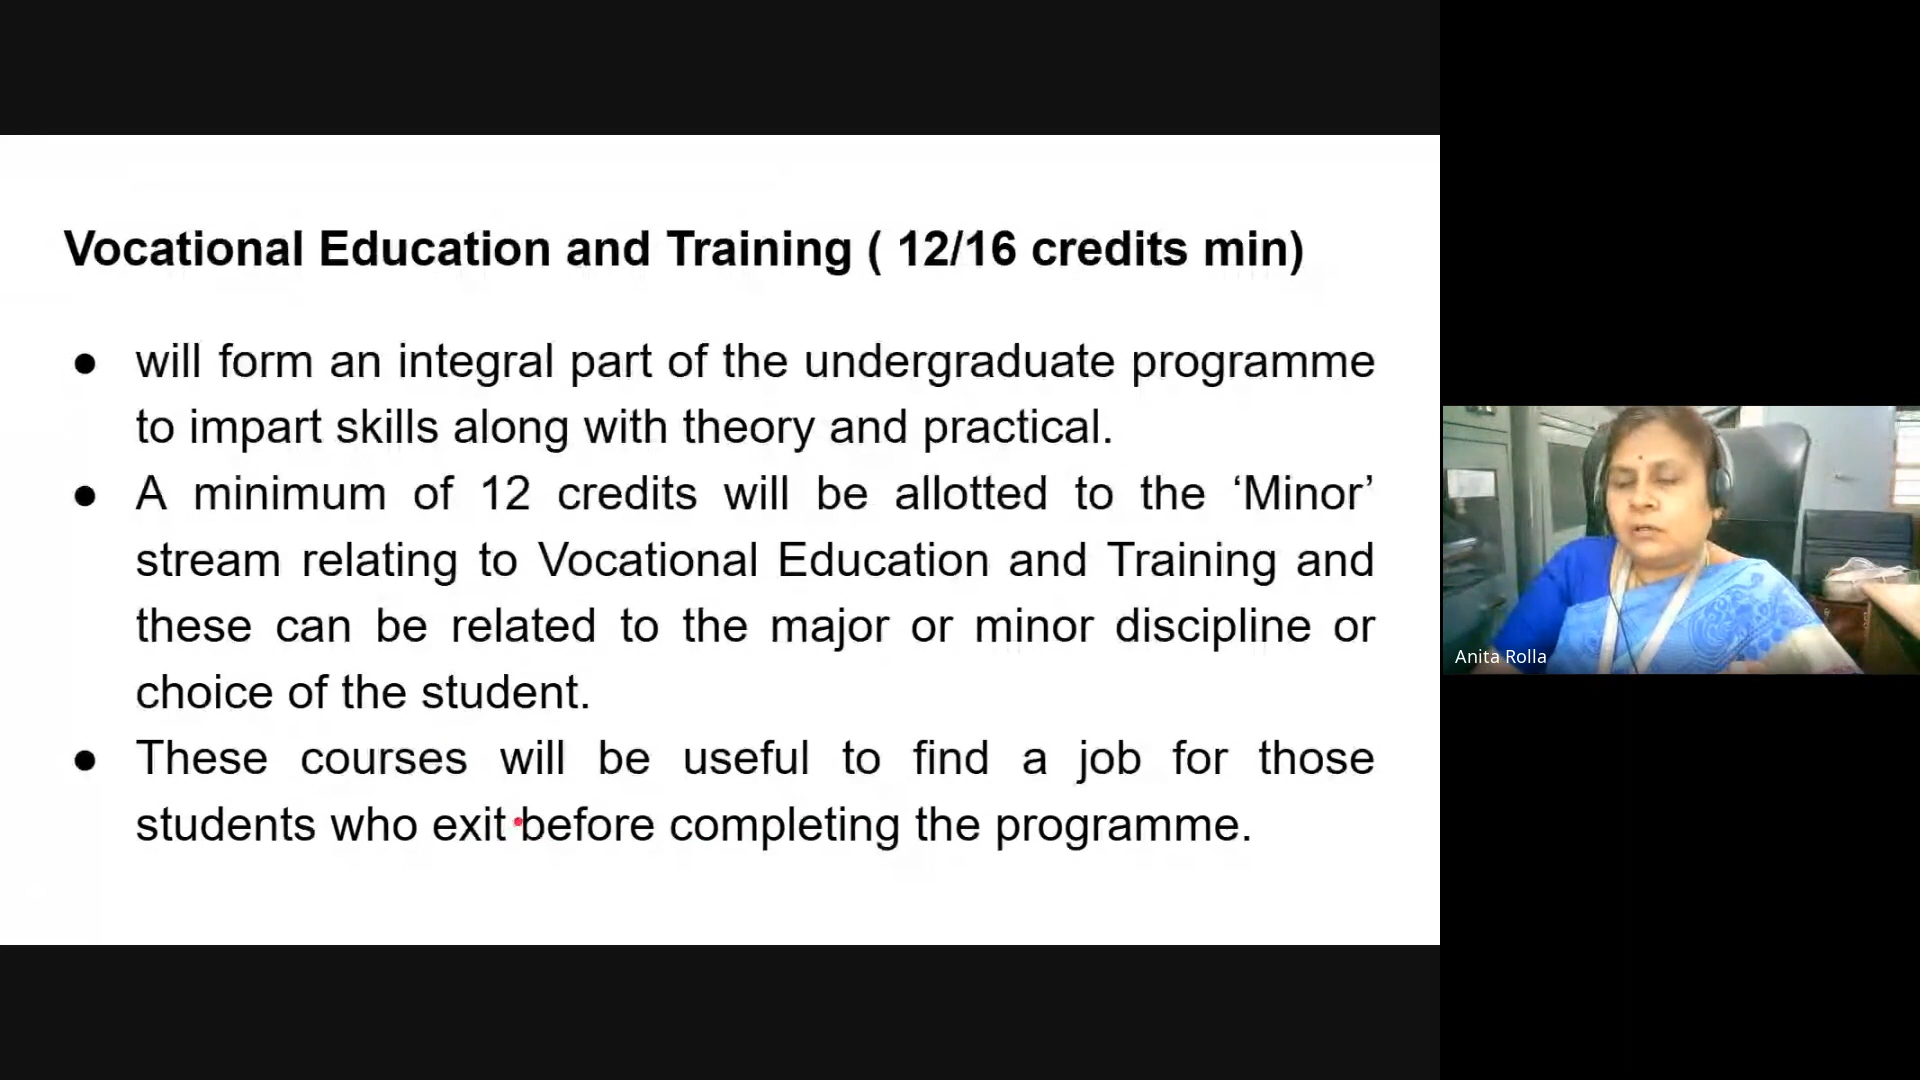 Vocational Education and Training ( 12/16 credits min)
● will form an integral part of the undergraduate programme
to impart skills along with theory and practical.
● A minimum of 12 credits will be allotted to the ‘Minor’
stream relating to Vocational Education and Training and
these can be related to the major or minor discipline or
choice of the student.
● These courses will be useful to find a job for those
students who exit before completing the programme.
Anita Rolla